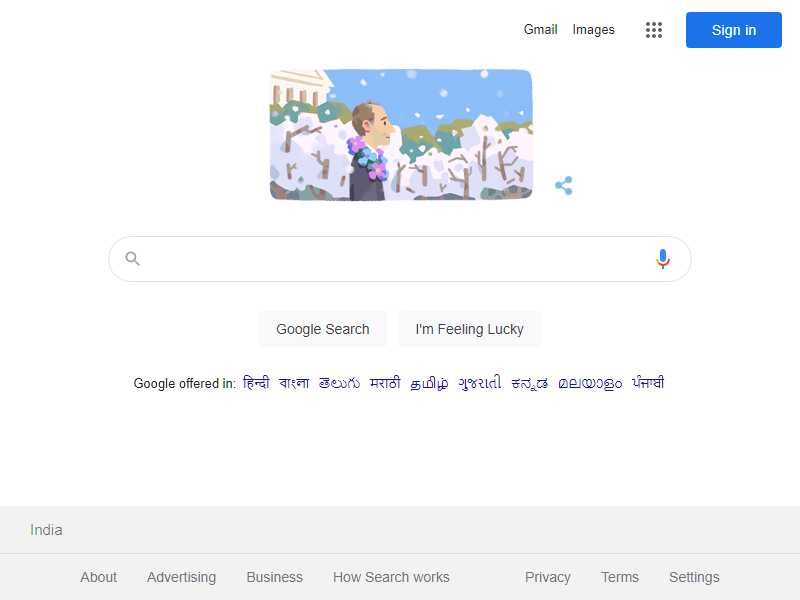 Gmail Images Sign in
Google Search I'm Feeling Lucky
Google offered in: हिन्दी বাংলা తెలుగు मराठी தமிழ் ગુજરાતી ಕನ್ನಡ മലയാളം ਪੰਜਾਬੀ
India
About Advertising Business How Search works Privacy Terms Settings